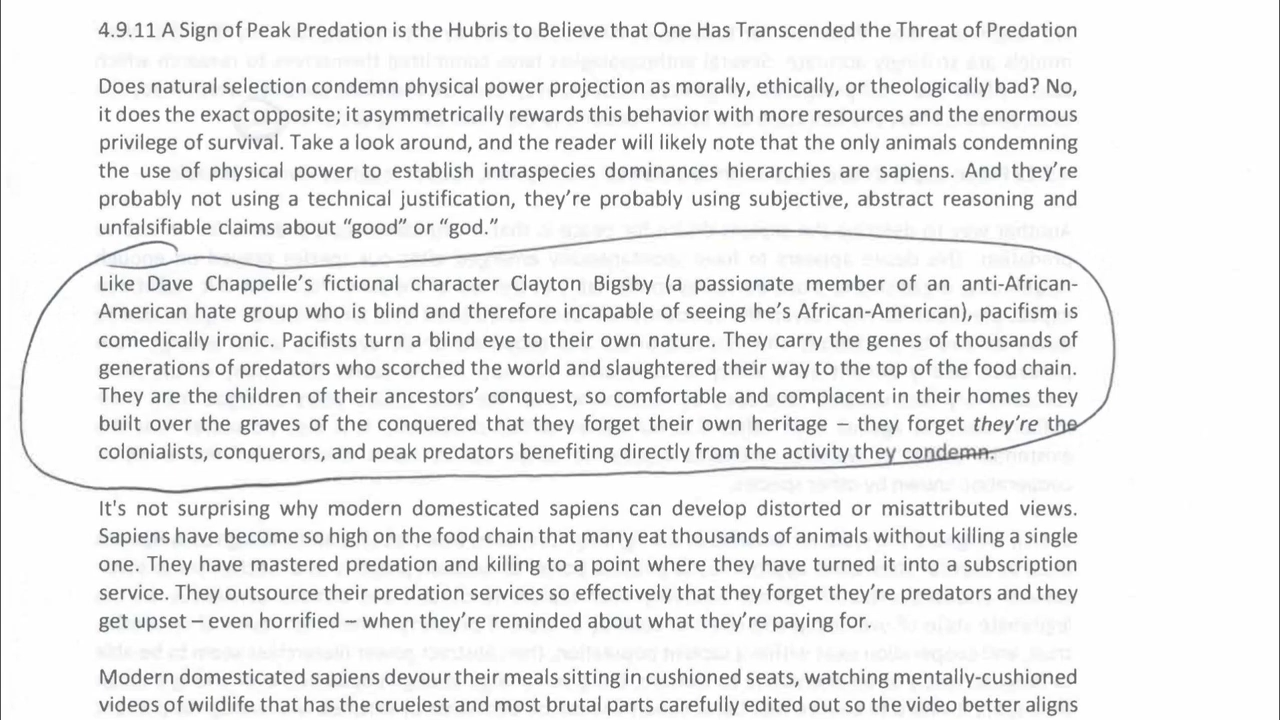 4.9.11 A Sign of Peak Predation is the Hubris to Believe that One Has Transcended the Threat of Predation
Does natural selection condemn physical power projection as morally, ethically, or theologically bad? No,
it does the exact opposite; it asymmetrically rewards this behavior with more resources and the enormous
privilege of survival. Take a look around, and the reader will likely note that the only animals condemning
the use of physical power to establish intraspecies dominances hierarchies are sapiens. And they’re
probably not using a technical justification, they’re probably using subjective, abstract reasoning and
unfalsifiable claims about “good” or “god.”
Like Dave Chappelle’s fictional character Clayton Bigsby (a passionate member of an anti-African-
American hate group who is blind and therefore incapable of seeing he’s African-American), pacifism is
comedically ironic. Pacifists turn a blind eye to their own nature. They carry the genes of thousands of
generations of predators who scorched the world and slaughtered their way to the top of the food chain.
They are the children of their ancestors’ conquest, so comfortable and complacent in their homes they
built over the graves of the conquered that they forget their own heritage – they forget they’re the
colonialists, conquerors, and peak predators benefiting directly from the activity they condemn.
It's not surprising why modern domesticated sapiens can develop distorted or misattributed views.
Sapiens have become so high on the food chain that many eat thousands of animals without killing a single
one. They have mastered predation and killing to a point where they have turned it into a subscription
service. They outsource their predation services so effectively that they forget they’re predators and they
get upset – even horrified – when they’re reminded about what they’re paying for.
Modern domesticated sapiens devour their meals sitting in cushioned seats, watching mentally-cushioned
videos of wildlife that has the cruelest and most brutal parts carefully edited out so the video better aligns